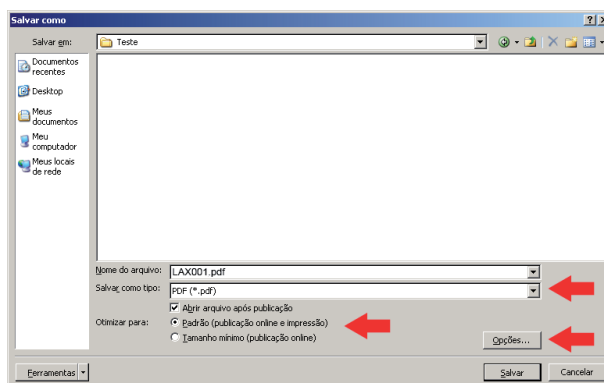 Salvar como
Salvar em: Teste
Documentos
recentes
Desktop
Meus
documentos
Meu
computador
Meus locais
de rede
Nome do arquivo: LAX001.pdf
Salvar como tipo: PDF (*.pdf)
Abrir arquivo após publicação
Otimizar para: Padrão (publicação online e impressão)
Tamanho mínimo (publicação online)
Opções...
Ferramentas Salvar Cancelar